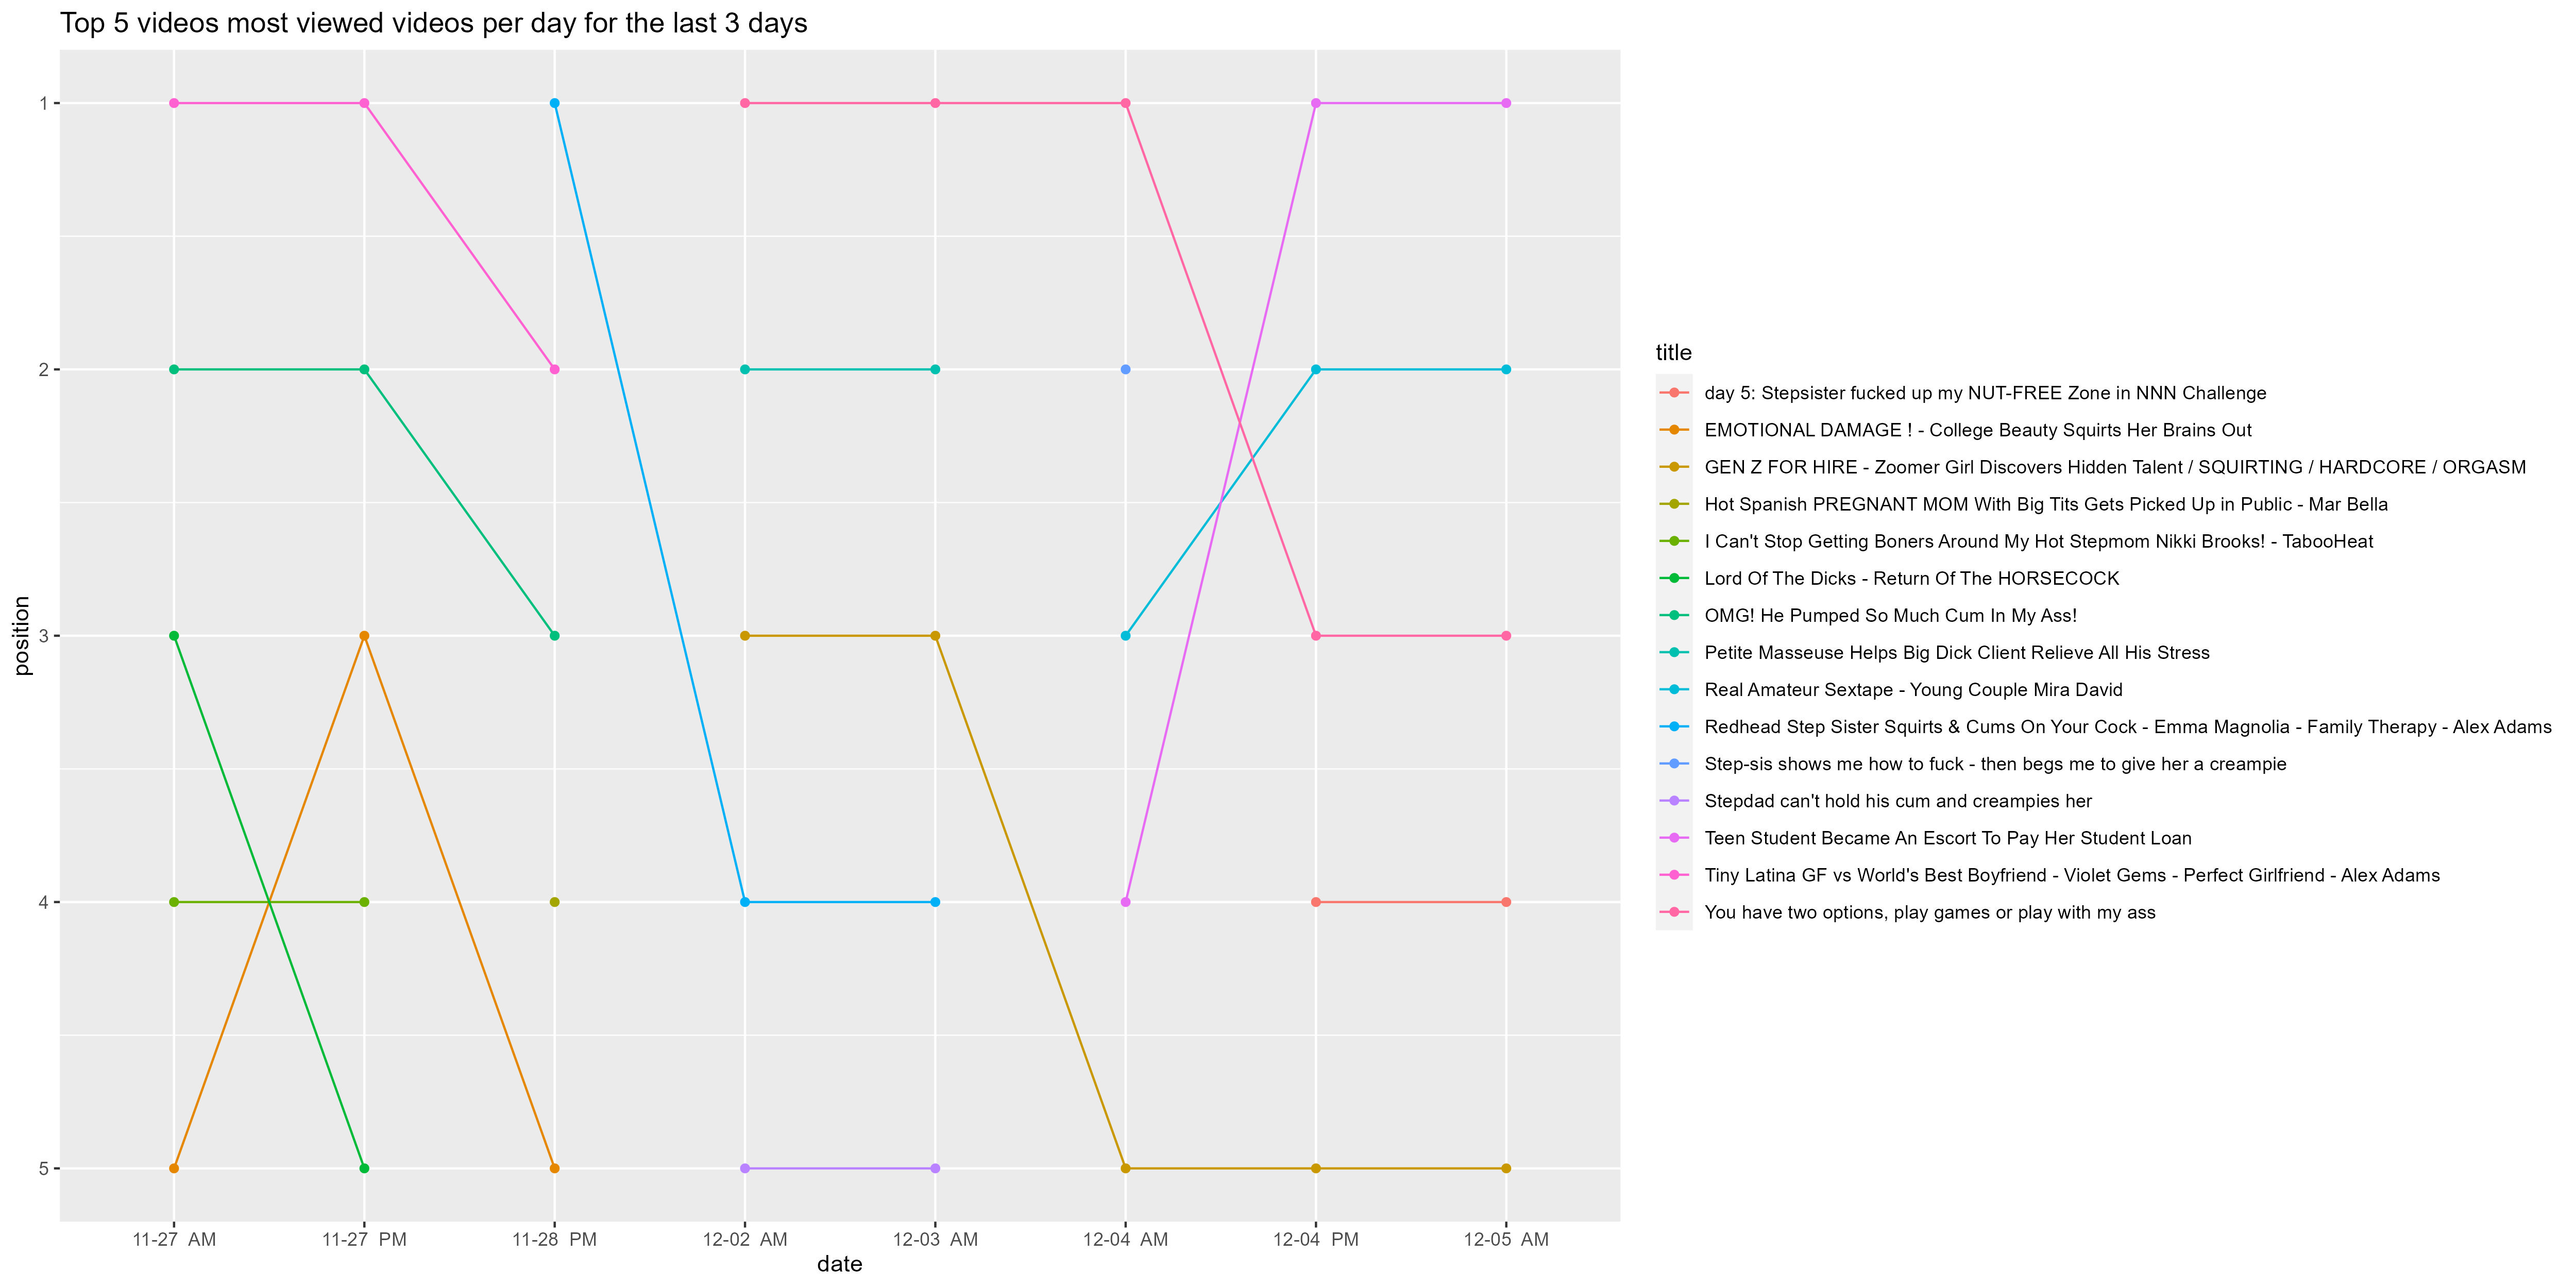 Top 5 videos most viewed videos per day for the last 3 days
1
2
3
4
5
position
11-27 AM
11-27 PM
11-28 PM
12-02 AM
12-03 AM
12-04 AM
12-04 PM
12-05 AM
date
title
day 5: Stepsister fucked up my NUT-FREE Zone in NNN Challenge
EMOTIONAL DAMAGE ! - College Beauty Squirts Her Brains Out
GEN Z FOR HIRE - Zoomer Girl Discovers Hidden Talent / SQUIRTING / HARDCORE / ORGASM
Hot Spanish PREGNANT MOM With Big Tits Gets Picked Up in Public - Mar Bella
I Can't Stop Getting Boners Around My Hot Stepmom Nikki Brooks! - TabooHeat
Lord Of The Dicks - Return Of The HORSECOCK
OMG! He Pumped So Much Cum In My Ass!
Petite Masseuse Helps Big Dick Client Relieve All His Stress
Real Amateur Sextape - Young Couple Mira David
Redhead Step Sister Squirts & Cums On Your Cock - Emma Magnolia - Family Therapy - Alex Adams
Step-sis shows me how to fuck - then begs me to give her a creampie
Stepdad can't hold his cum and creampies her
Teen Student Became An Escort To Pay Her Student Loan
Tiny Latina GF vs World's Best Boyfriend - Violet Gems - Perfect Girlfriend - Alex Adams
You have two options, play games or play with my ass